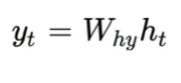 y_t = W_{hy}h_t